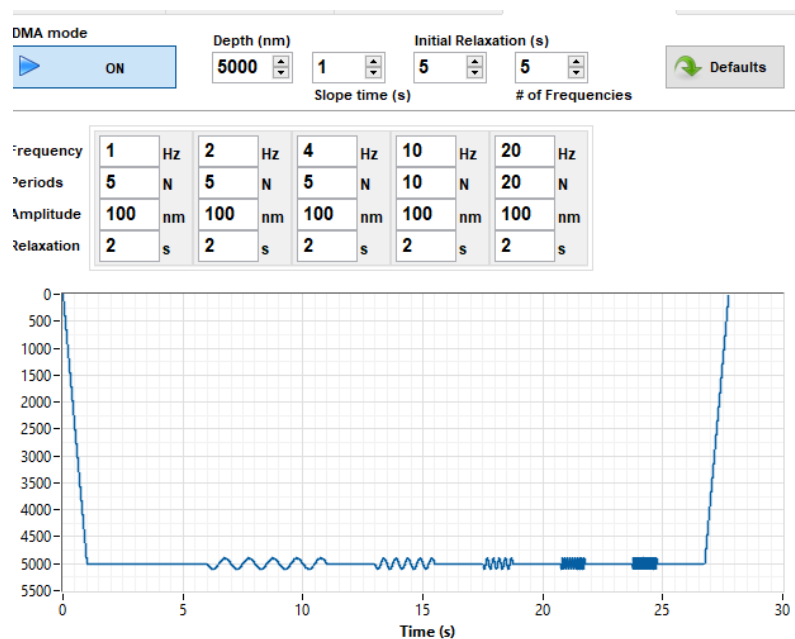 DMA mode
ON
Depth (nm)
5000
1
Slope time (s)
Initial Relaxation (s)
5
5
# of Frequencies
Defaults
Frequency 1 Hz 2 Hz 4 Hz 10 Hz 20 Hz
Periods 5 N 5 N 5 N 10 N 20 N
Amplitude 100 nm 100 nm 100 nm 100 nm 100 nm
Relaxation 2 s 2 s 2 s 2 s 2 s
0
500
1000
1500
2000
2500
3000
3500
4000
4500
5000
5500
0 5 10 15 20 25 30
Time (s)